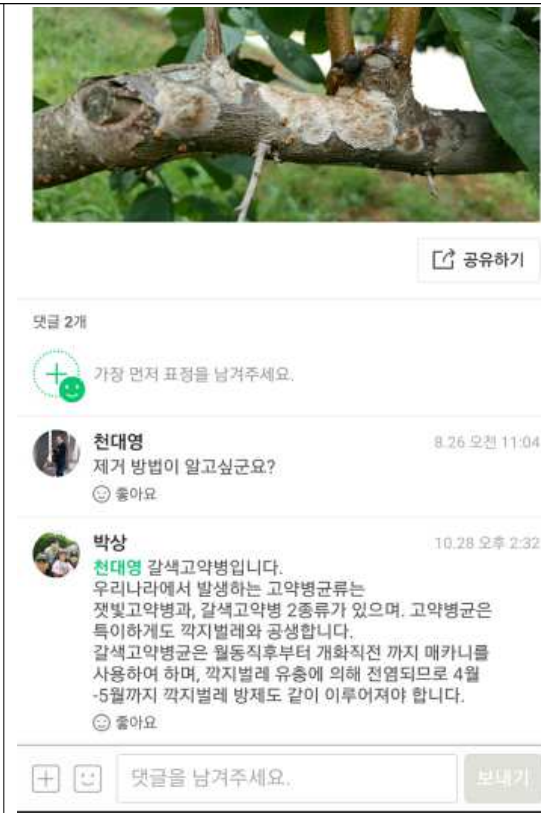 공유하기
댓글 2개
가장 먼저 표정을 남겨주세요.
천대영
8.26 오전 11:04
제거 방법이 알고싶군요?
좋아요
박상
10.28 오후 2:32
천대영 갈색고약병입니다.
우리나라에서 발생하는 고약병균류는
잿빛고약병과, 갈색고약병 2종류가 있으며. 고약병균은
특이하게도 깍지벌레와 공생합니다.
갈색고약병균은 월동직후부터 개화직전 까지 매카니를
사용하여 하며, 깍지벌레 유충에 의해 전염되므로 4월
-5월까지 깍지벌레 방제도 같이 이루어져야 합니다.
좋아요
댓글을 남겨주세요.
보내기